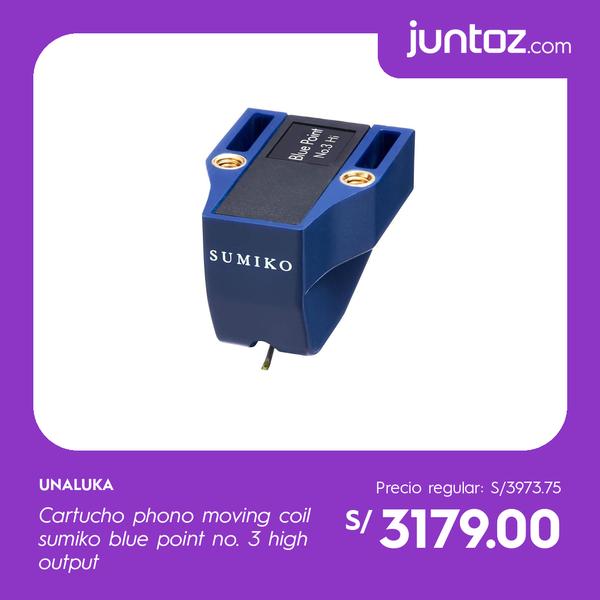 juntoz.com
Blue Point
No.3 Hi
SUMIKO
UNALUKA
Cartucho phono moving coil
sumiko blue point no. 3 high
output
Precio regular: S/3973.75
S/ 3179.00